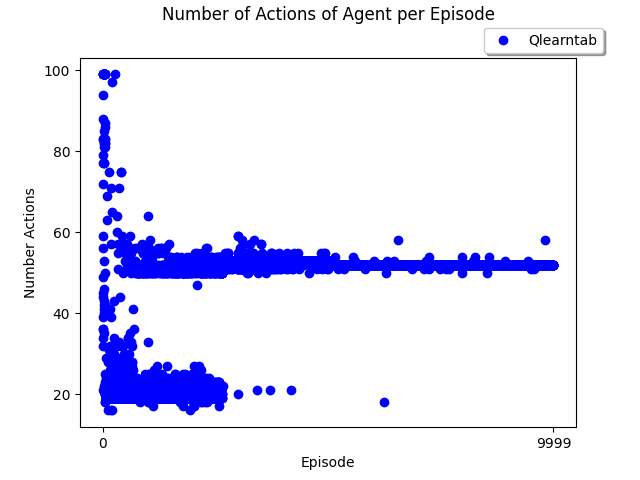 Number of Actions of Agent per Episode
Qlearntab
100
80
60
40
20
Number Actions
0
9999
Episode